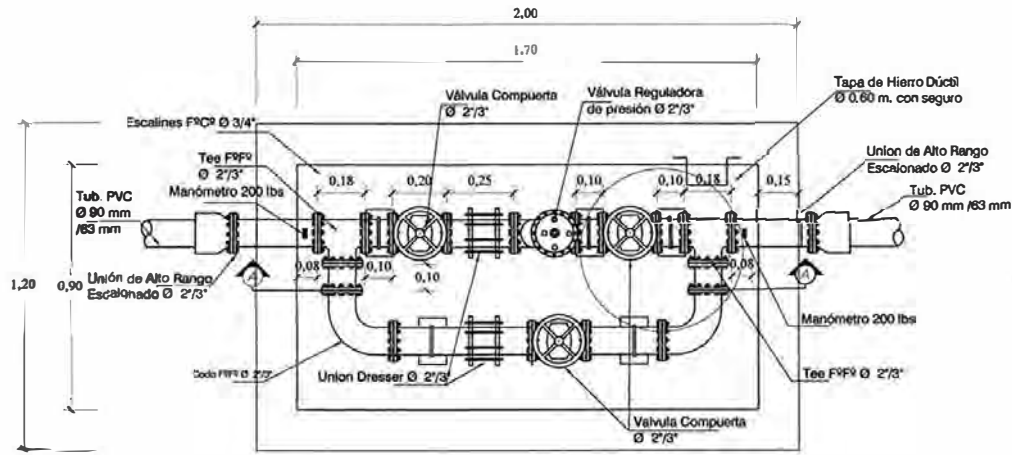 2,00
1.70
Válvula Compuerta
Ø 2"/3"
Válvula Reguladora
de presión Ø 2"/3"
Tapa de Hierro Dúctil
Ø 0.60 m. con seguro
Escalines FºCº Ø 3/4"
Union de Alto Rango
Escalonado Ø 2"/3"
Tee FºFº
Ø 2"/3"
Manómetro 200 lbs
Tub. PVC
Ø 90 mm
/63 mm
Tub. PVC
Ø 90 mm /63 mm
0,18
0,20
0,25
0,10
0,10
0,18
0,15
0,08
0,10
0,10
0,08
A
A
1,20
0,90
Unión de Alto Rango
Escalonado Ø 2"/3"
Manómetro 200 lbs
Codo FºFº Ø 2"/3"
Union Dresser Ø 2"/3"
Tee FºFº Ø 2"/3"
Valvula Compuerta
Ø 2"/3"